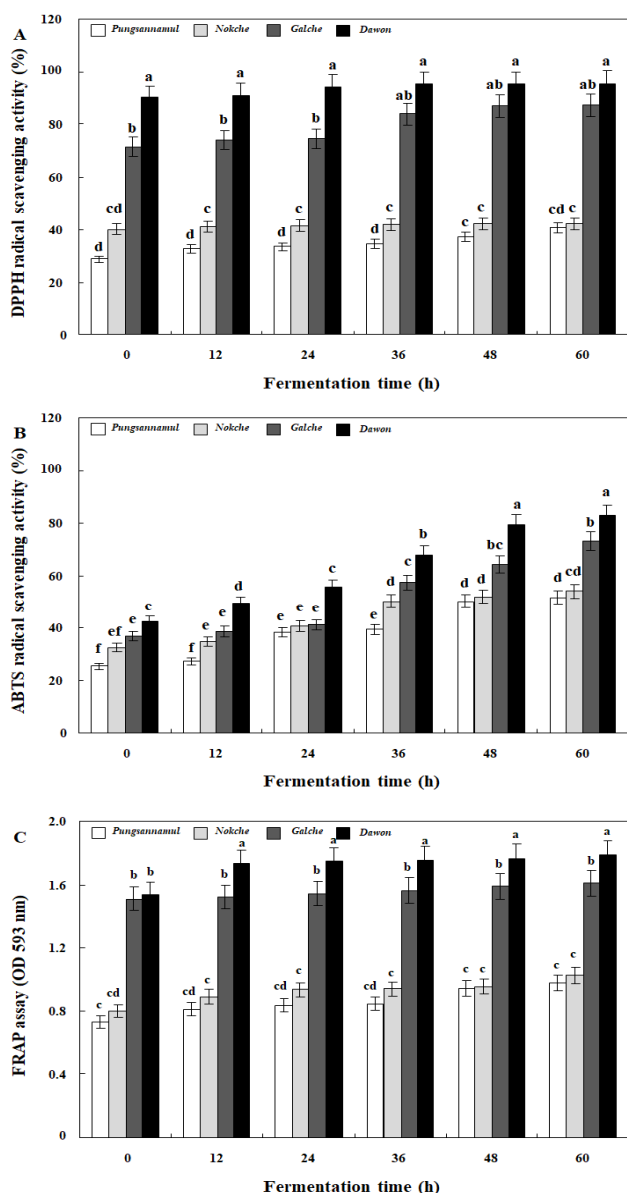 A
Pungsannamul Nokche Galche Dawon
DPPH radical scavenging activity (%)
120
100
80
60
40
20
0
d cd b a
d c b a
d c b a
d c ab a
c c ab a
cd c ab a
0 12 24 36 48 60
Fermentation time (h)
B
Pungsannamul Nokche Galche Dawon
ABTS radical scavenging activity (%)
120
100
80
60
40
20
0
f ef e c
f e e d
e e e c
e d c b
d d bc a
d cd b a
0 12 24 36 48 60
Fermentation time (h)
C
Pungsannamul Nokche Galche Dawon
FRAP assay (OD 593 nm)
2.0
1.6
1.2
0.8
0.4
0
c cd b b
cd c b a
cd c b a
cd c b a
c c b a
c c b a
0 12 24 36 48 60
Fermentation time (h)